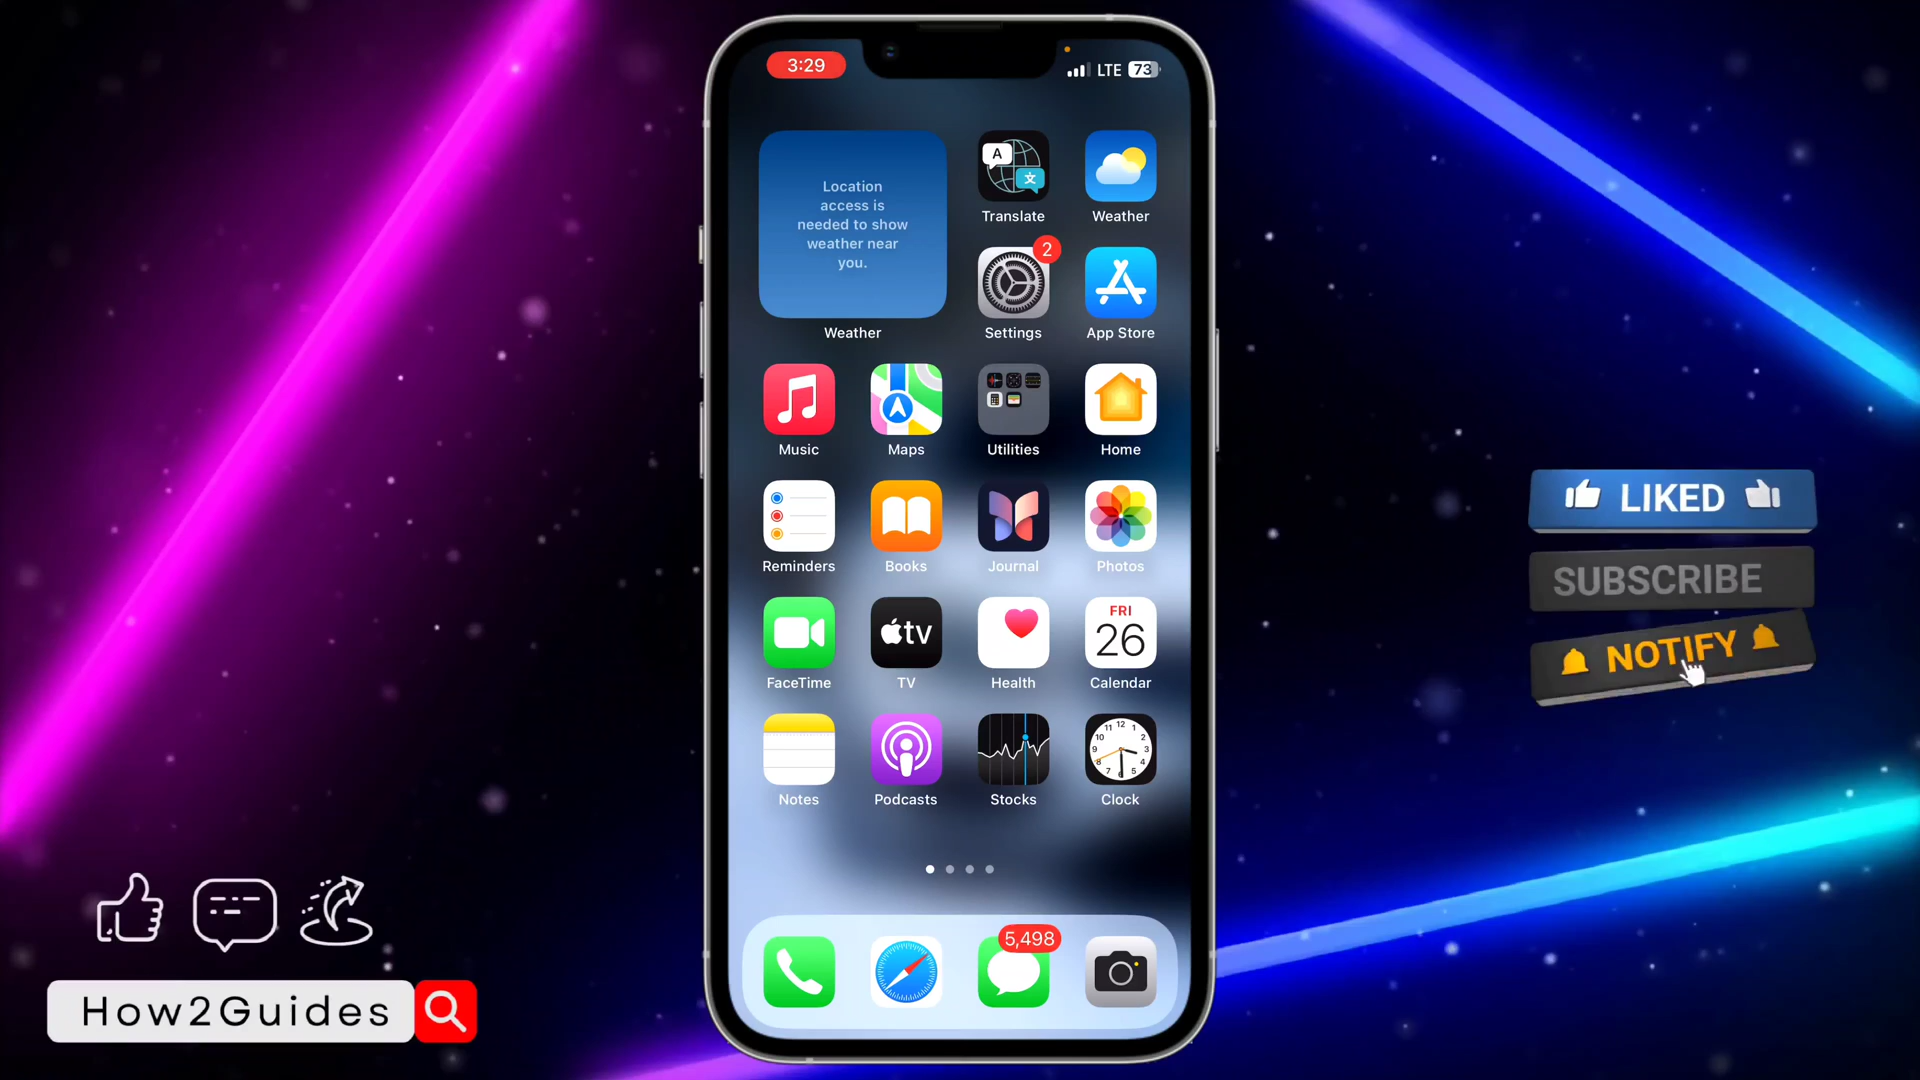 3:29
LTE 73
Location
access is
needed to show
weather near
you.
Weather
A
文
Translate
Weather
2
Settings
App Store
Music
Maps
Utilities
Home
Reminders
Books
Journal
Photos
FRI
26
tv
FaceTime
TV
Health
Calendar
Notes
Podcasts
Stocks
Clock
5,498
LIKED
SUBSCRIBE
NOTIFY
How2Guides